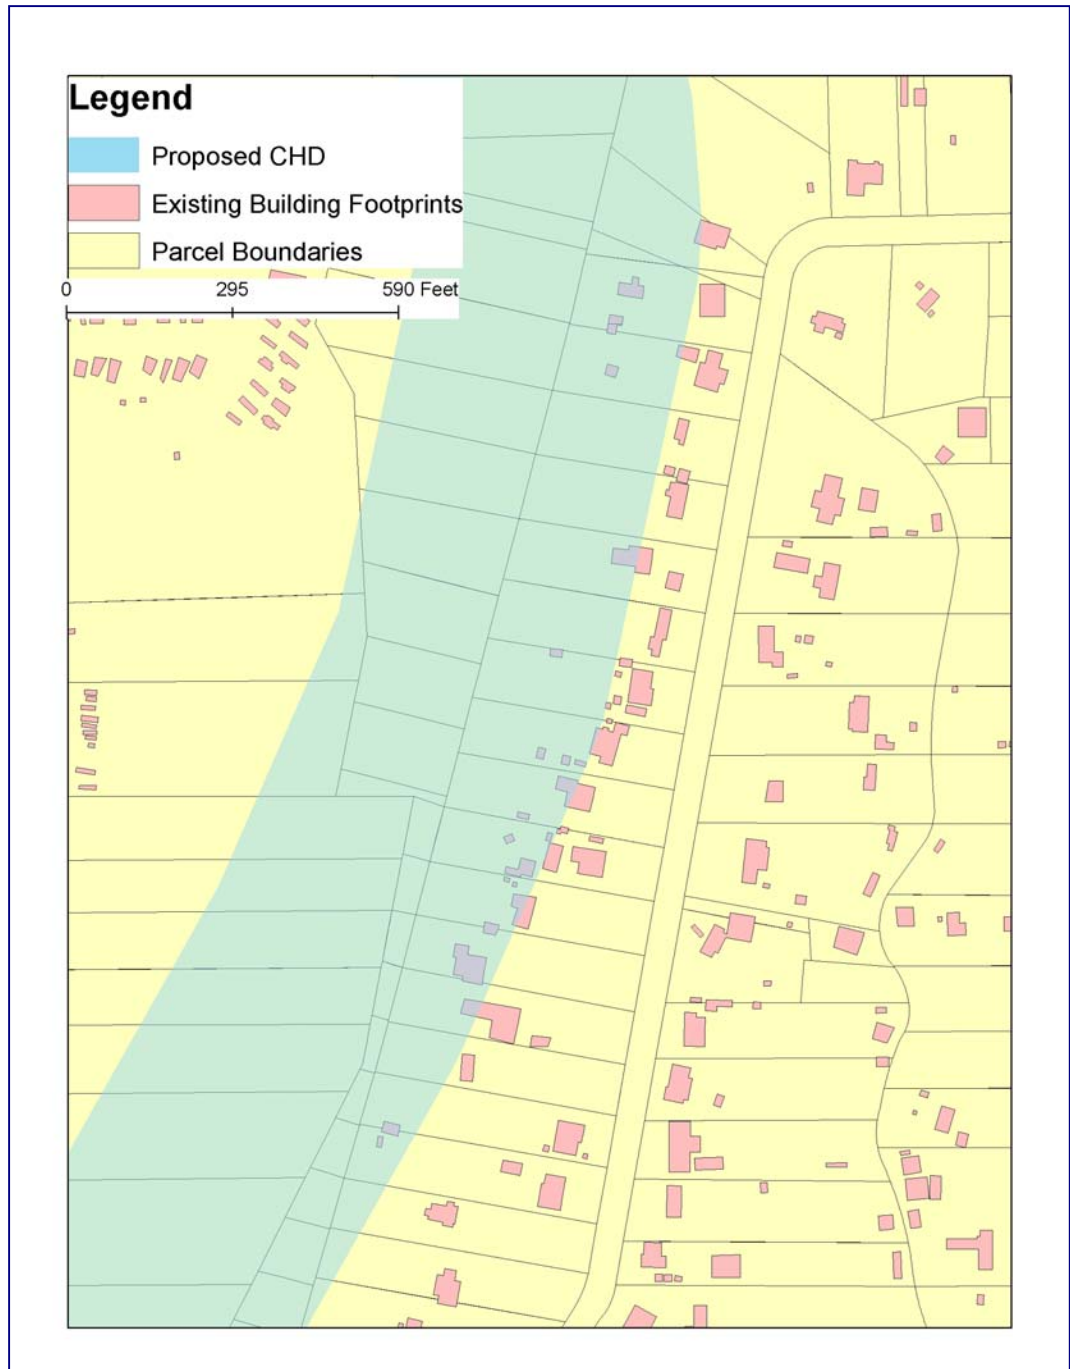 Legend
Proposed CHD
Existing Building Footprints
Parcel Boundaries
0 295 590 Feet